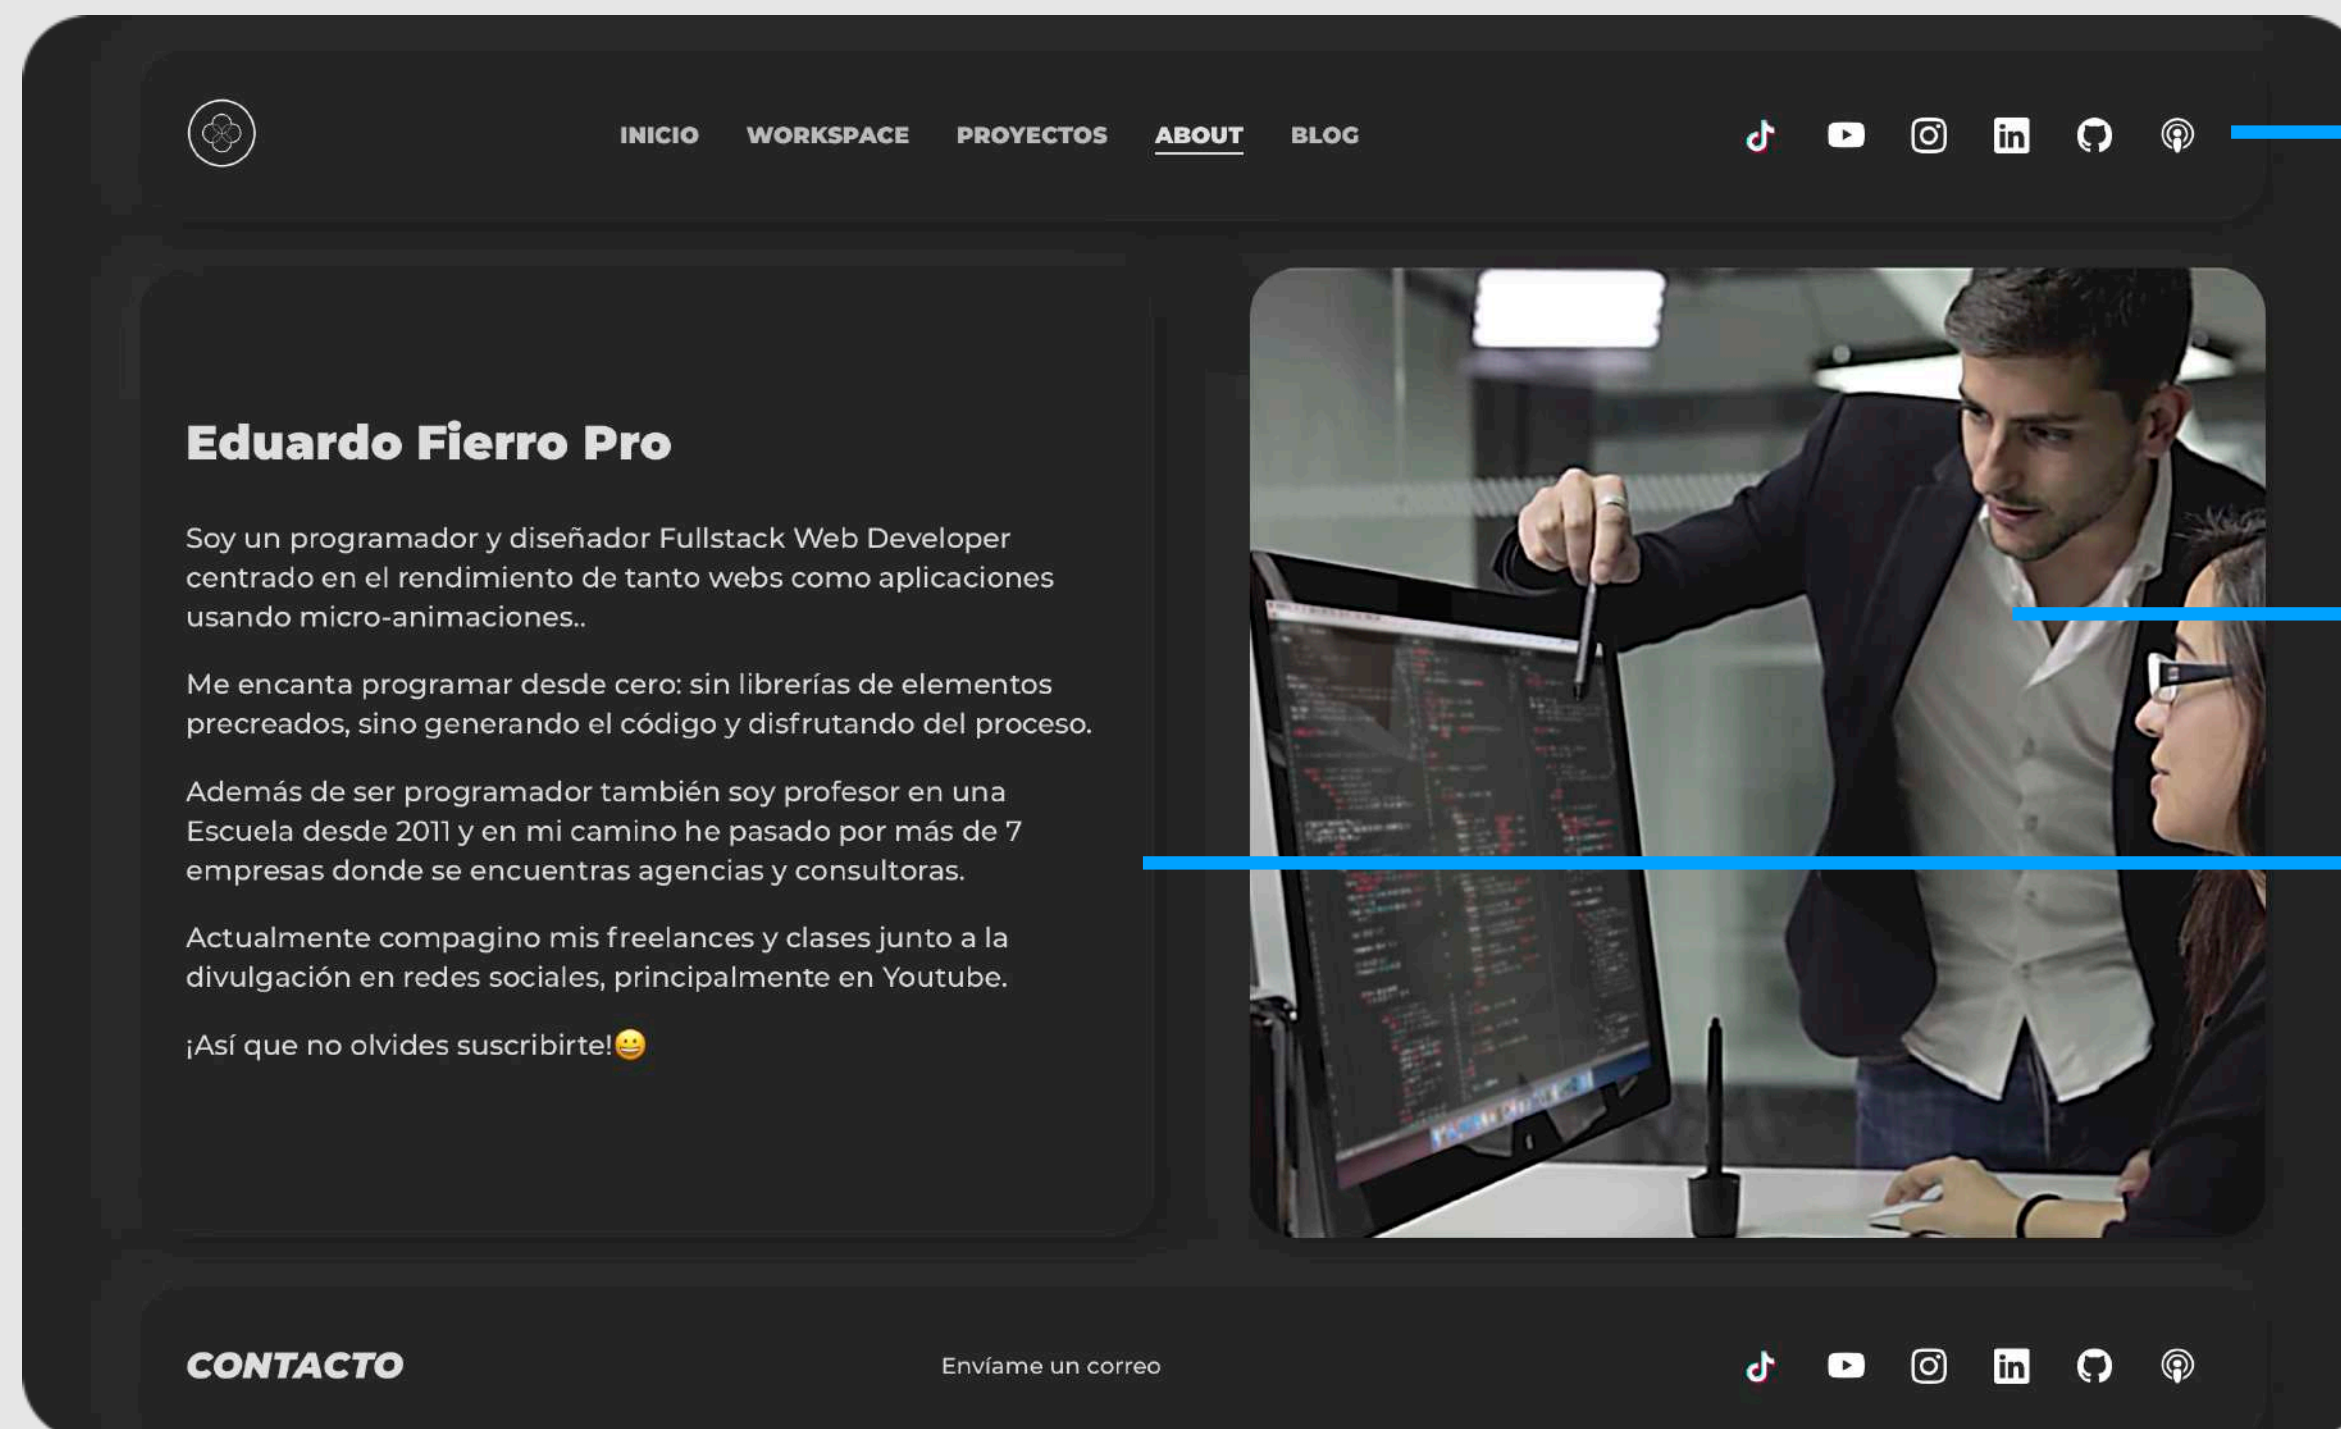 INICIO WORKSPACE PROYECTOS ABOUT BLOG
Eduardo Fierro Pro
Soy un programador y diseñador Fullstack Web Developer
centrado en el rendimiento de tanto webs como aplicaciones
usando micro-animaciones..
Me encanta programar desde cero: sin librerías de elementos
precreados, sino generando el código y disfrutando del proceso.
Además de ser programador también soy profesor en una
Escuela desde 2011 y en mi camino he pasado por más de 7
empresas donde se encuentras agencias y consultoras.
Actualmente compagino mis freelances y clases junto a la
divulgación en redes sociales, principalmente en Youtube.
¡Así que no olvides suscribirte!😀
CONTACTO
Envíame un correo